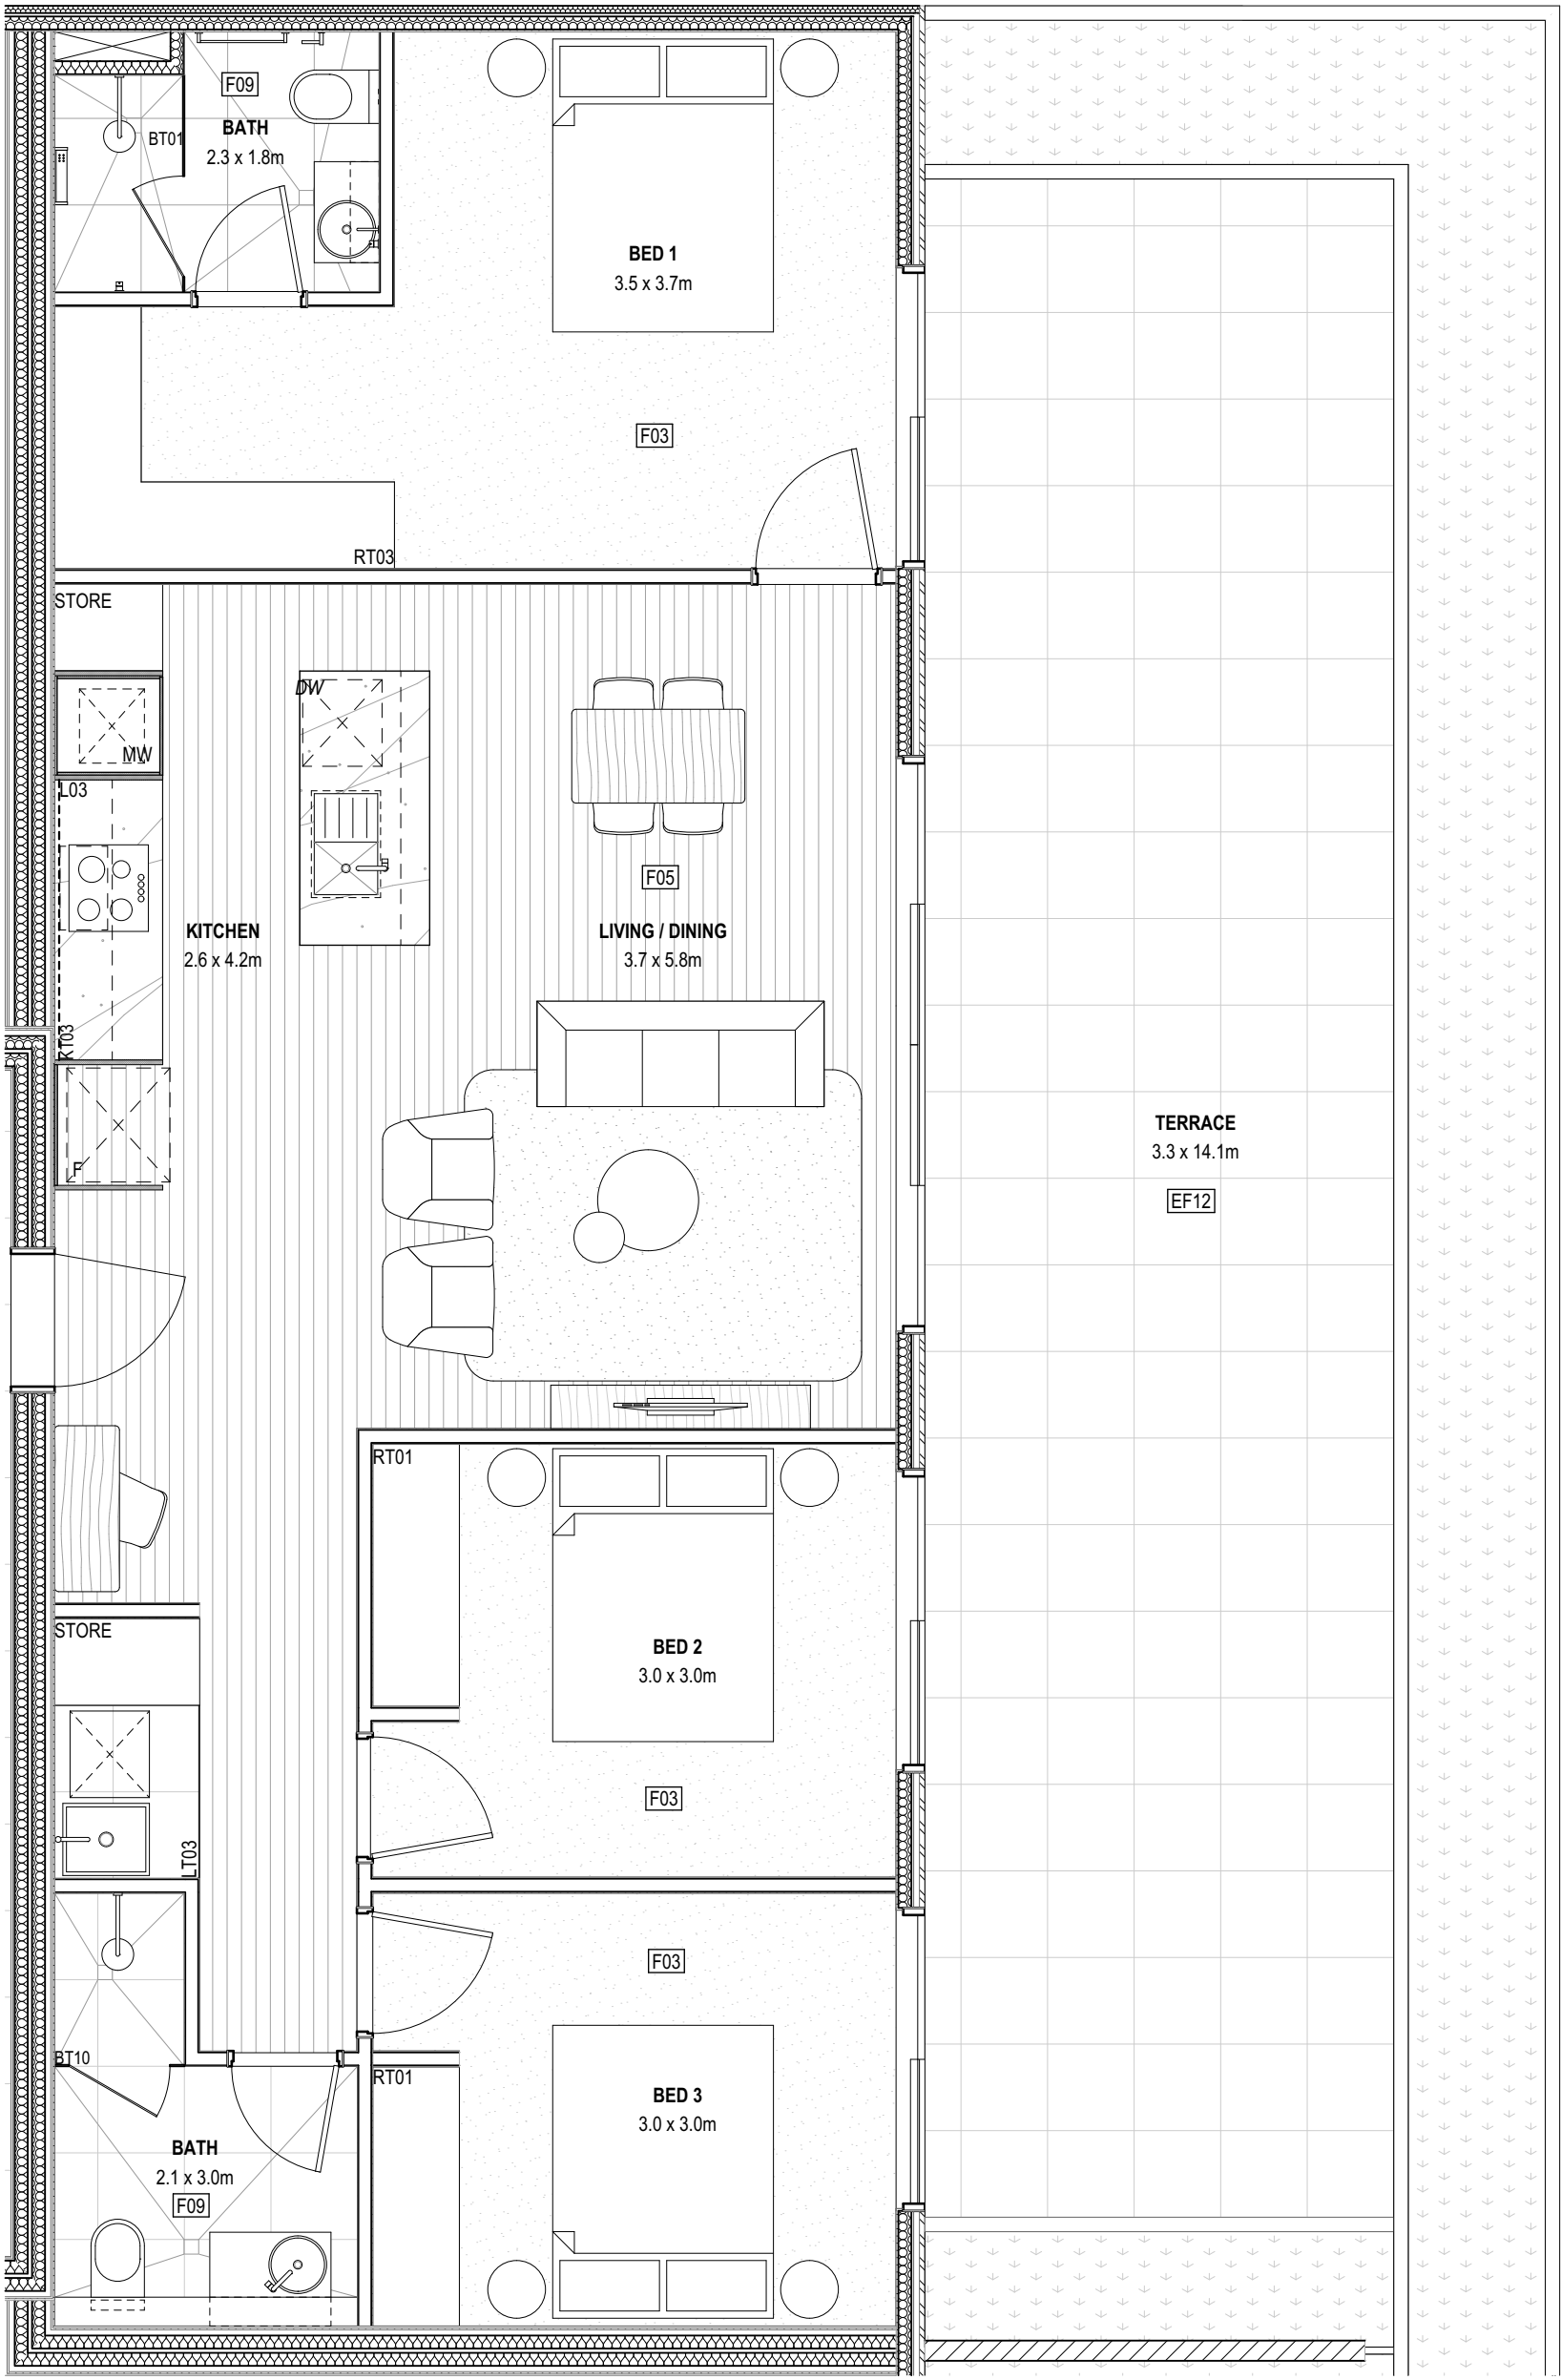 F09
BATH
2.3 x 1.8m
BT01
BED 1
3.5 x 3.7m
F03
RT03
STORE
DW
MW
L03
F05
KITCHEN
2.6 x 4.2m
LIVING / DINING
3.7 x 5.8m
KT03
F
TERRACE
3.3 x 14.1m
EF12
RT01
STORE
BED 2
3.0 x 3.0m
F03
LT03
F03
BT10
RT01
BED 3
3.0 x 3.0m
BATH
2.1 x 3.0m
F09